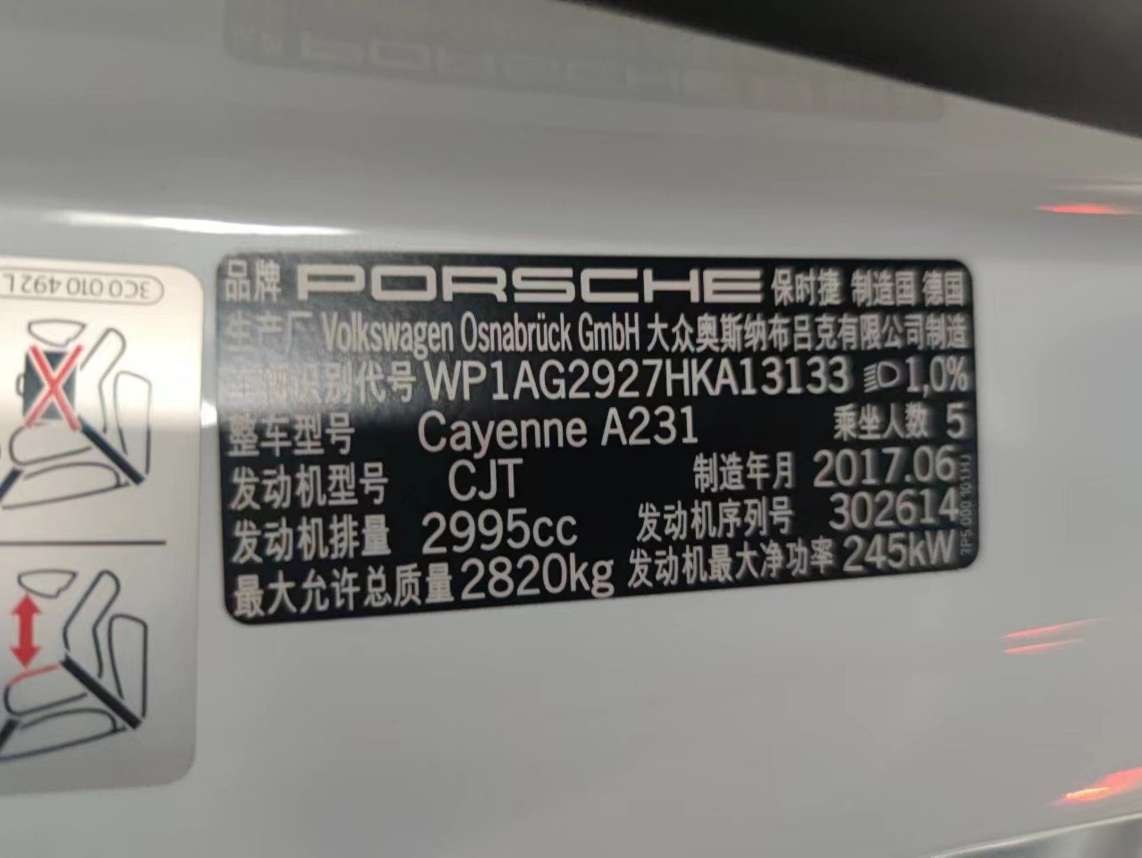 3C0 010 492 L
品牌 PORSCHE 保时捷 制造国 德国
生产厂 Volkswagen Osnabrück GmbH 大众奥斯纳布吕克有限公司制造
识别代号 WP1AG2927HKA13133 1,0%
整车型号 Cayenne A231 乘坐人数 5
发动机型号 CJT 制造年月 2017.06
发动机排量 2995cc 发动机序列号 302614
最大允许总质量 2820kg 发动机最大净功率 245kW